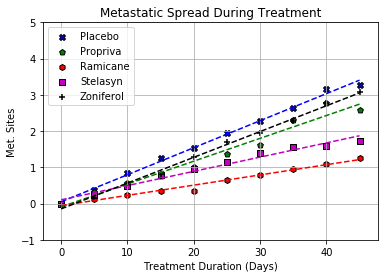 Metastatic Spread During Treatment
Placebo
Propriva
Ramicane
Stelasyn
Zoniferol
5
4
3
2
1
0
−1
Met. Sites
0
10
20
30
40
Treatment Duration (Days)